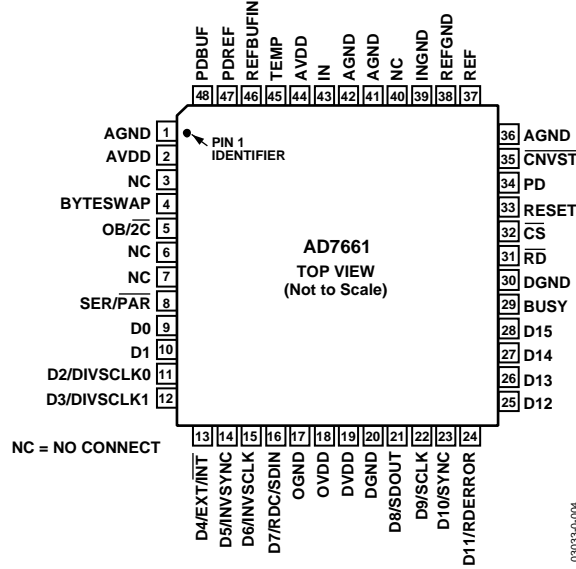 PDBUF
PDREF
REFBUFIN
TEMP
AVDD
IN
AGND
AGND
NC
INGND
REFGND
REF
48 47 46 45 44 43 42 41 40 39 38 37
AGND 1
AVDD 2
NC 3
BYTESWAP 4
OB/2C̅ 5
NC 6
NC 7
SER/P̅A̅R̅ 8
D0 9
D1 10
D2/DIVSCLK0 11
D3/DIVSCLK1 12
PIN 1
IDENTIFIER
AD7661
TOP VIEW
(Not to Scale)
36 AGND
35 C̅N̅V̅S̅T̅
34 PD
33 RESET
32 C̅S̅
31 R̅D̅
30 DGND
29 BUSY
28 D15
27 D14
26 D13
25 D12
NC = NO CONNECT
13 14 15 16 17 18 19 20 21 22 23 24
D4/EXT/I̅N̅T̅
D5/INVSYNC
D6/INVSCLK
D7/RDC/SDIN
OGND
OVDD
DVDD
DGND
D8/SDOUT
D9/SCLK
D10/SYNC
D11/RDERROR
03033-0-004